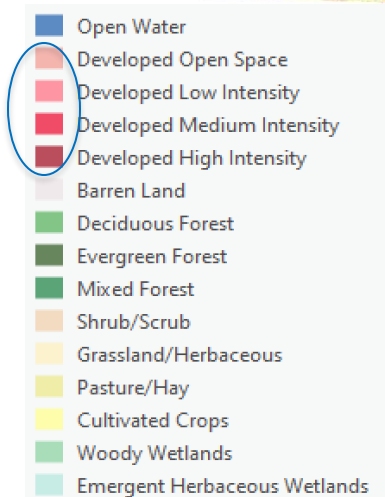 Open Water
Developed Open Space
Developed Low Intensity
Developed Medium Intensity
Developed High Intensity
Barren Land
Deciduous Forest
Evergreen Forest
Mixed Forest
Shrub/Scrub
Grassland/Herbaceous
Pasture/Hay
Cultivated Crops
Woody Wetlands
Emergent Herbaceous Wetlands